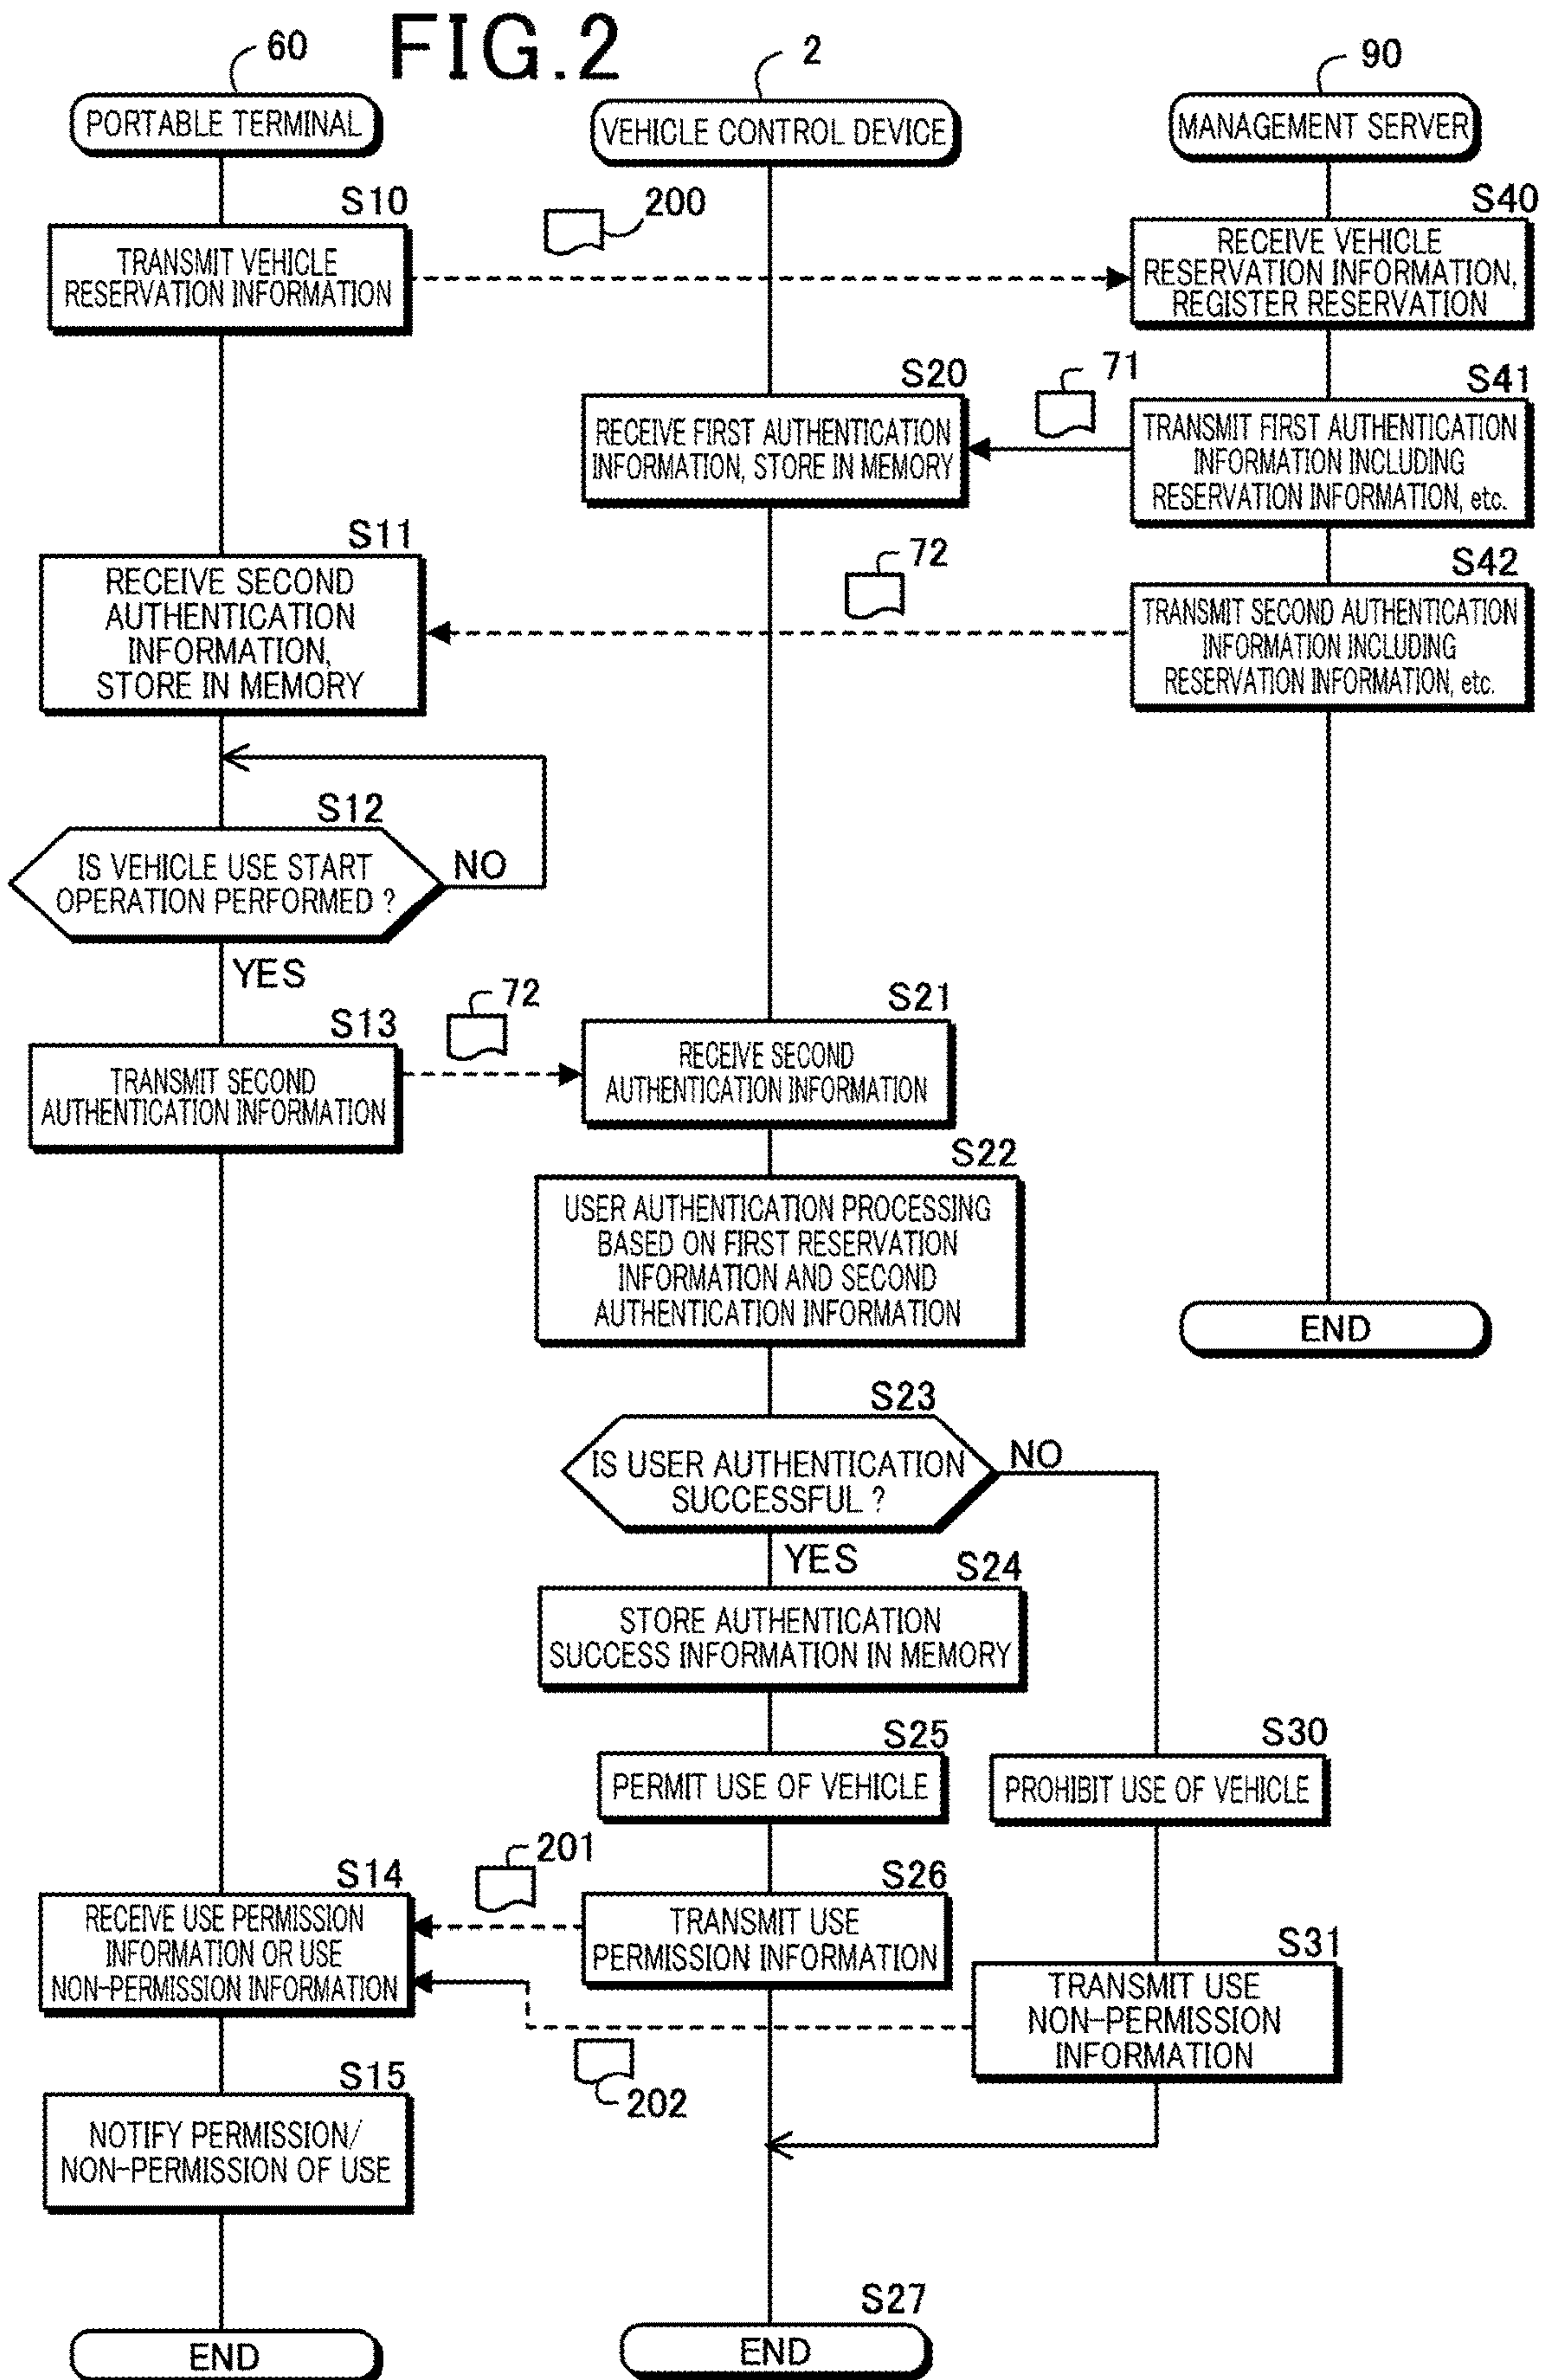 FIG.2
60
2
90
PORTABLE TERMINAL
VEHICLE CONTROL DEVICE
MANAGEMENT SERVER
S10
TRANSMIT VEHICLE
RESERVATION INFORMATION
200
S40
RECEIVE VEHICLE
RESERVATION INFORMATION,
REGISTER RESERVATION
S20
RECEIVE FIRST AUTHENTICATION
INFORMATION, STORE IN MEMORY
71
S41
TRANSMIT FIRST AUTHENTICATION
INFORMATION INCLUDING
RESERVATION INFORMATION, etc.
S11
RECEIVE SECOND
AUTHENTICATION
INFORMATION,
STORE IN MEMORY
72
S42
TRANSMIT SECOND AUTHENTICATION
INFORMATION INCLUDING
RESERVATION INFORMATION, etc.
S12
IS VEHICLE USE START
OPERATION PERFORMED ?
NO
YES
S13
TRANSMIT SECOND
AUTHENTICATION INFORMATION
72
S21
RECEIVE SECOND
AUTHENTICATION INFORMATION
S22
USER AUTHENTICATION PROCESSING
BASED ON FIRST RESERVATION
INFORMATION AND SECOND
AUTHENTICATION INFORMATION
END
S23
IS USER AUTHENTICATION
SUCCESSFUL ?
NO
YES
S24
STORE AUTHENTICATION
SUCCESS INFORMATION IN MEMORY
S25
PERMIT USE OF VEHICLE
S30
PROHIBIT USE OF VEHICLE
S14
RECEIVE USE PERMISSION
INFORMATION OR USE
NON-PERMISSION INFORMATION
201
S26
TRANSMIT USE
PERMISSION INFORMATION
S31
TRANSMIT USE
NON-PERMISSION
INFORMATION
202
S15
NOTIFY PERMISSION/
NON-PERMISSION OF USE
S27
END
END